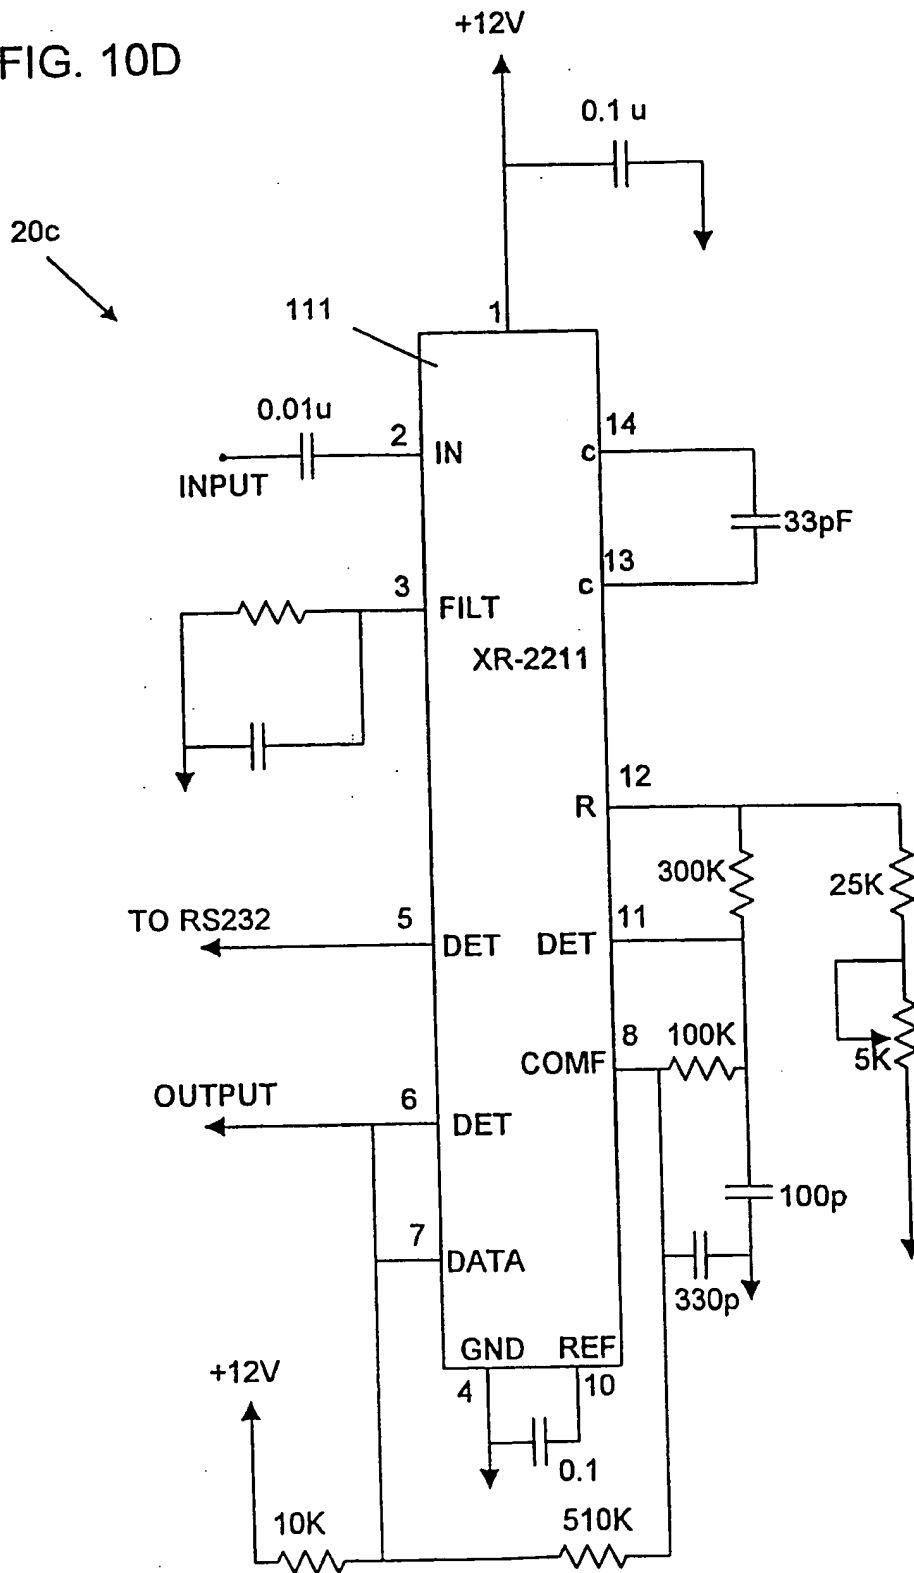 +12V
FIG. 10D
0.1 u
20c
111
1
0.01u
2
IN
14
c
INPUT
33pF
13
c
3
FILT
XR-2211
12
R
300K
25K
TO RS232
5
DET
11
DET
8
COMF
100K
5K
OUTPUT
6
DET
100p
7
DATA
330p
GND
REF
+12V
4
10
0.1
10K
510K